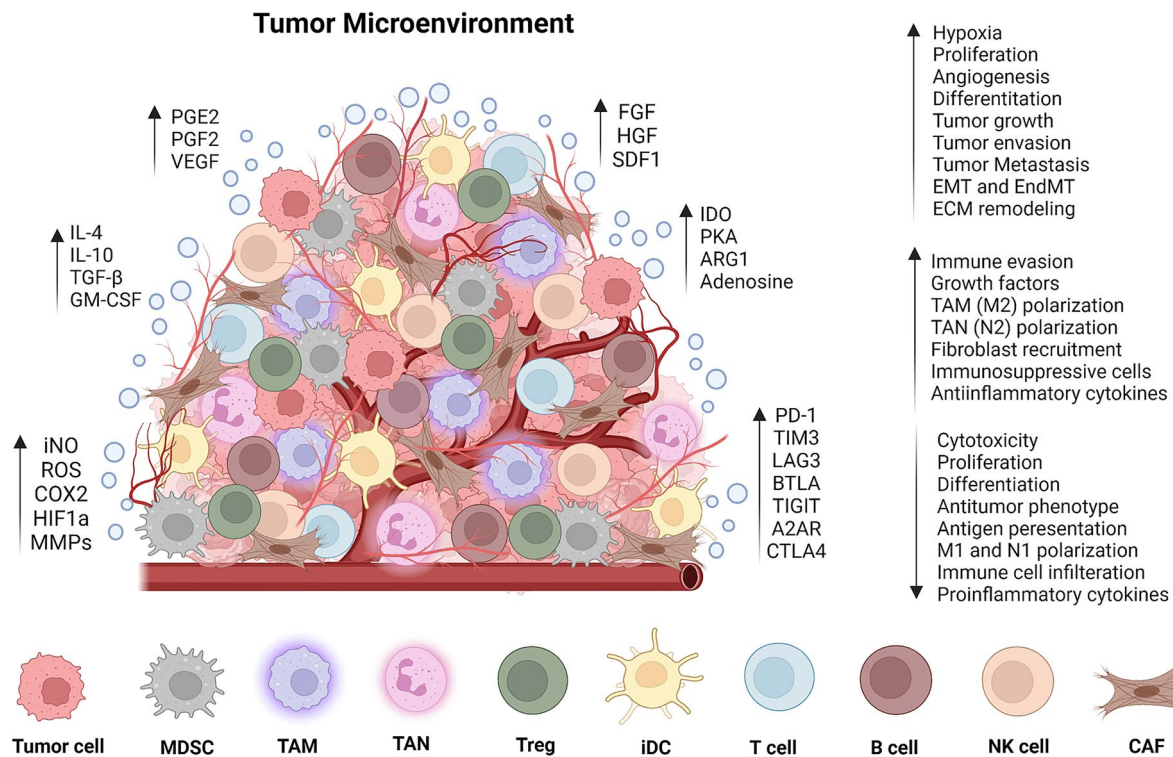 Tumor Microenvironment
PGE2
PGF2
VEGF
FGF
HGF
SDF1
IL-4
IL-10
TGF-β
GM-CSF
IDO
PKA
ARG1
Adenosine
iNO
ROS
COX2
HIF1a
MMPs
PD-1
TIM3
LAG3
BTLA
TIGIT
A2AR
CTLA4
Hypoxia
Proliferation
Angiogenesis
Differentitation
Tumor growth
Tumor envasion
Tumor Metastasis
EMT and EndMT
ECM remodeling
Immune evasion
Growth factors
TAM (M2) polarization
TAN (N2) polarization
Fibroblast recruitment
Immunosuppressive cells
Antiinflammatory cytokines
Cytotoxicity
Proliferation
Differentiation
Antitumor phenotype
Antigen peresentation
M1 and N1 polarization
Immune cell infilteration
Proinflammatory cytokines
Tumor cell
MDSC
TAM
TAN
Treg
iDC
T cell
B cell
NK cell
CAF